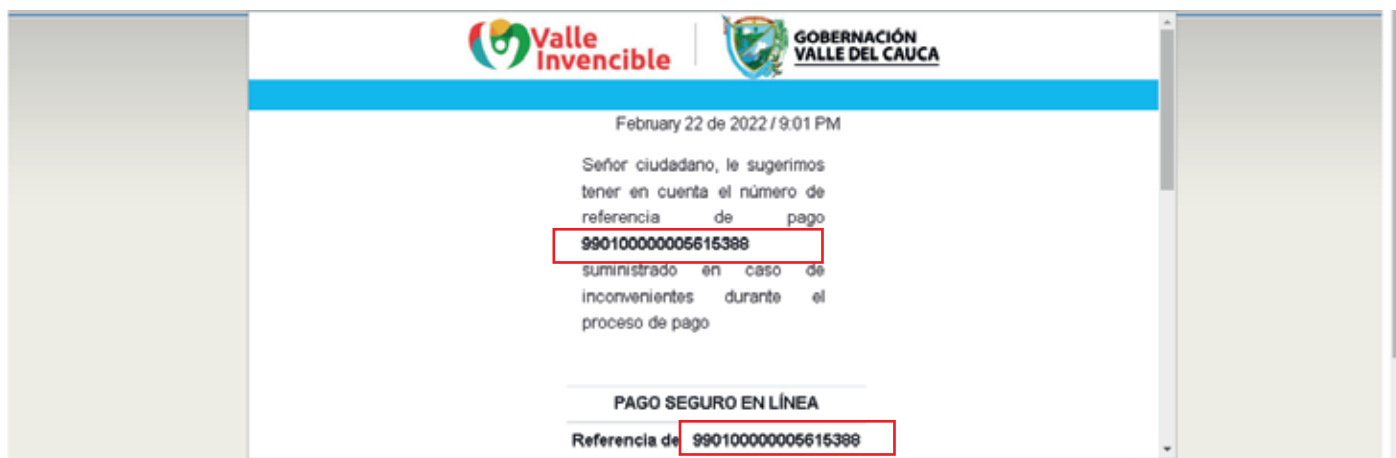 Valle
Invencible
GOBERNACIÓN
VALLE DEL CAUCA
February 22 de 2022 / 9:01 PM
Señor ciudadano, le sugerimos
tener en cuenta el número de
referencia de pago
990100000005615388
suministrado en caso de
inconvenientes durante el
proceso de pago
PAGO SEGURO EN LÍNEA
Referencia de 990100000005615388